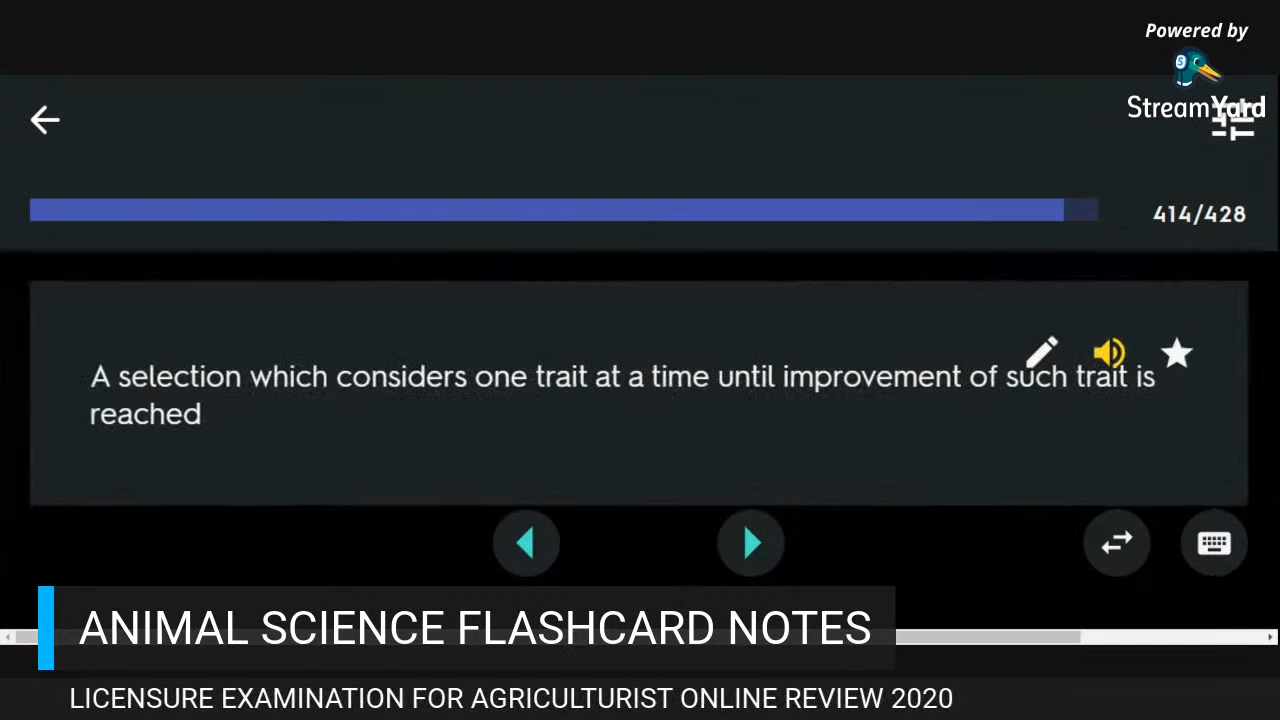 Powered by
StreamYard
414/428
A selection which considers one trait at a time until improvement of such trait is
reached
ANIMAL SCIENCE FLASHCARD NOTES
LICENSURE EXAMINATION FOR AGRICULTURIST ONLINE REVIEW 2020